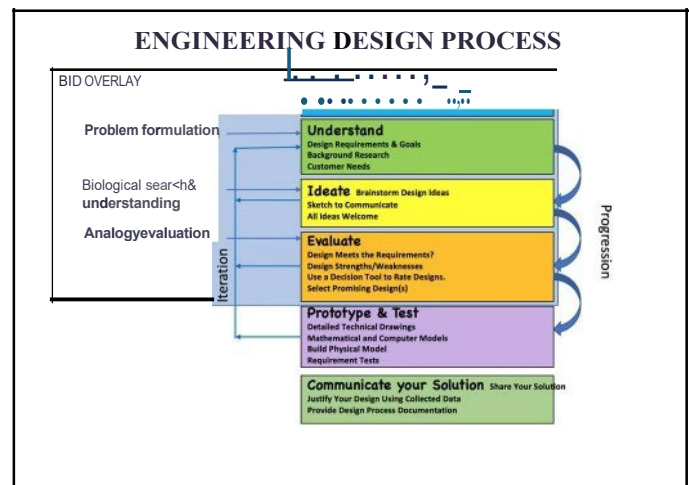 ENGINEERING DESIGN PROCESS
BID OVERLAY
Problem formulation
Biological sear<h&
understanding
Analogyevaluation
Iteration
Understand
Design Requirements & Goals
Background Research
Customer Needs
Ideate Brainstorm Design Ideas
Sketch to Communicate
All Ideas Welcome
Evaluate
Design Meets the Requirements?
Design Strengths/Weaknesses
Use a Decision Tool to Rate Designs.
Select Promising Design(s)
Prototype & Test
Detailed Technical Drawings
Mathematical and Computer Models
Build Physical Model
Requirement Tests
Communicate your Solution Share Your Solution
Justify Your Design Using Collected Data
Provide Design Process Documentation
Progression